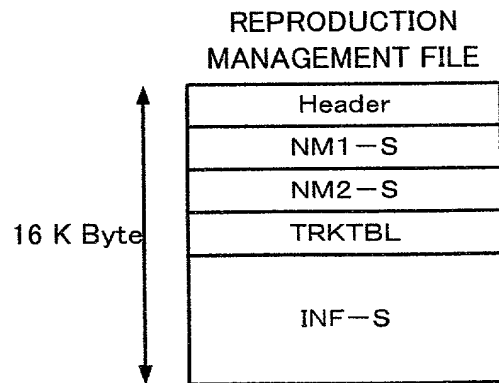 REPRODUCTION
MANAGEMENT FILE
Header
NM1-S
NM2-S
16 K Byte
TRKTBL
INF-S